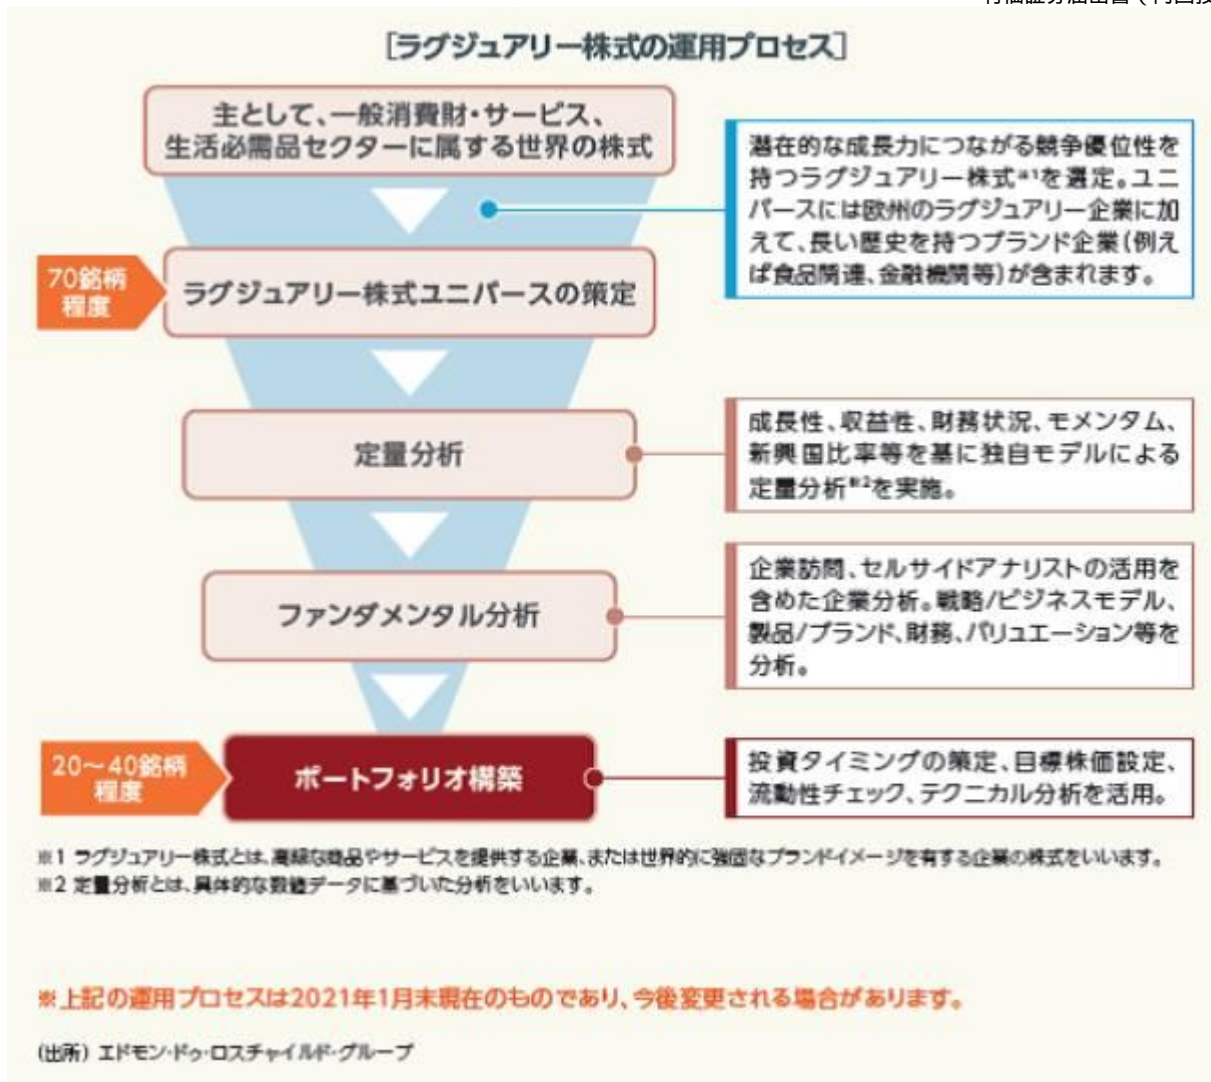 [ラグジュアリー株式の運用プロセス]
主として、一般消費財・サービス、
生活必需品セクターに属する世界の株式
潜在的な成長力につながる競争優位性を
持つラグジュアリー株式※1を選定。ユニ
バースには欧州のラグジュアリー企業に加
えて、長い歴史を持つブランド企業(例え
ば食品関連、金融機関等)が含まれます。
70銘柄
程度
ラグジュアリー株式ユニバースの策定
定量分析
成長性、収益性、財務状況、モメンタム、
新興国比率等を基に独自モデルによる
定量分析※2を実施。
ファンダメンタル分析
企業訪問、セルサイドアナリストの活用を
含めた企業分析。戦略/ビジネスモデル、
製品/ブランド、財務、バリュエーション等を
分析。
20〜40銘柄
程度
ポートフォリオ構築
投資タイミングの策定、目標株価設定、
流動性チェック、テクニカル分析を活用。
※1 ラグジュアリー株式とは、高級な商品やサービスを提供する企業、または世界的に強固なブランドイメージを有する企業の株式をいいます。
※2 定量分析とは、具体的な数値データに基づいた分析をいいます。
※上記の運用プロセスは2021年1月末現在のものであり、今後変更される場合があります。
(出所) エドモン・ドゥ・ロスチャイルド・グループ